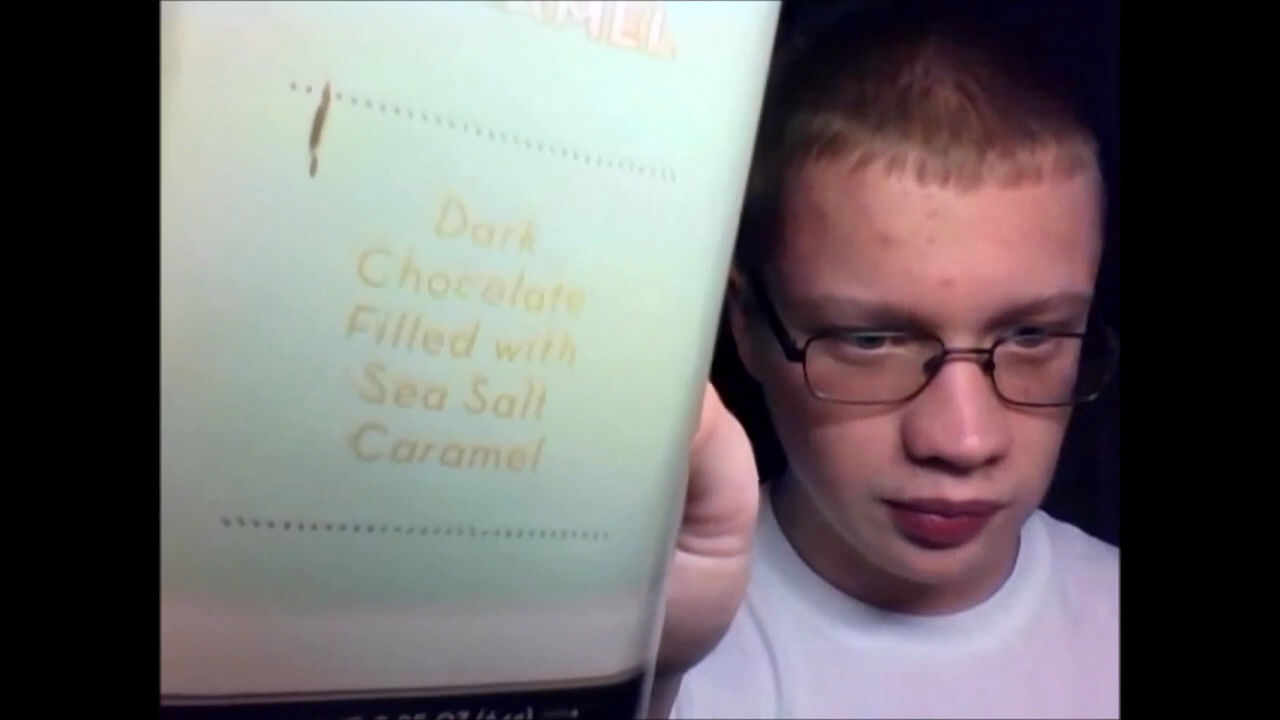 Dark
Chocolate
Filled with
Sea Salt
Caramel